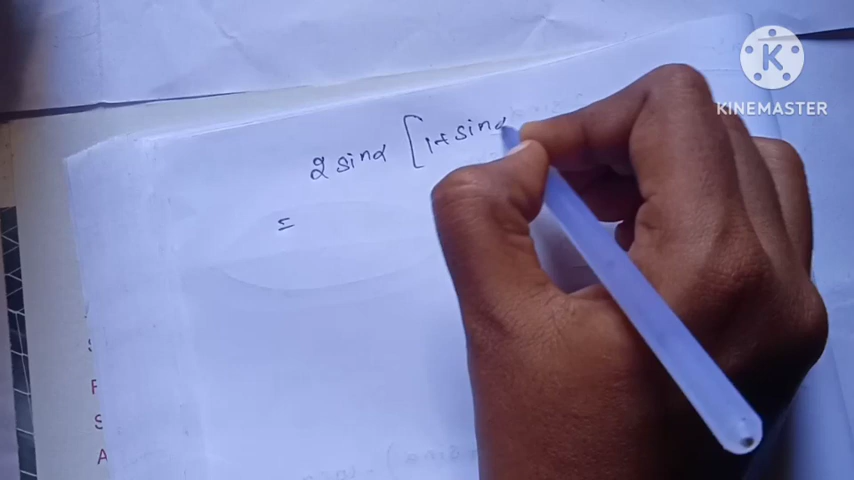 K
KINEMASTER
2 sinα [1+ sinα
=
S
F
S
A